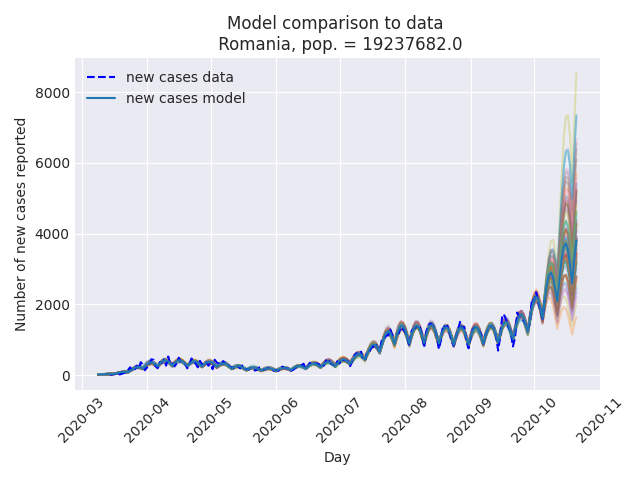 Model comparison to data
Romania, pop. = 19237682.0
new cases data
new cases model
Number of new cases reported
8000
6000
4000
2000
0
2020-03
2020-04
2020-05
2020-06
2020-07
2020-08
2020-09
2020-10
2020-11
Day